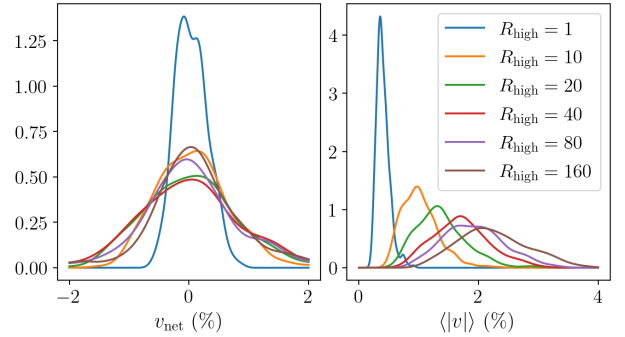 1.25
1.00
0.75
0.50
0.25
0.00
−2 0 2
v_net (%)
4
3
2
1
0
0 2 4
⟨|v|⟩ (%)
R_high = 1
R_high = 10
R_high = 20
R_high = 40
R_high = 80
R_high = 160